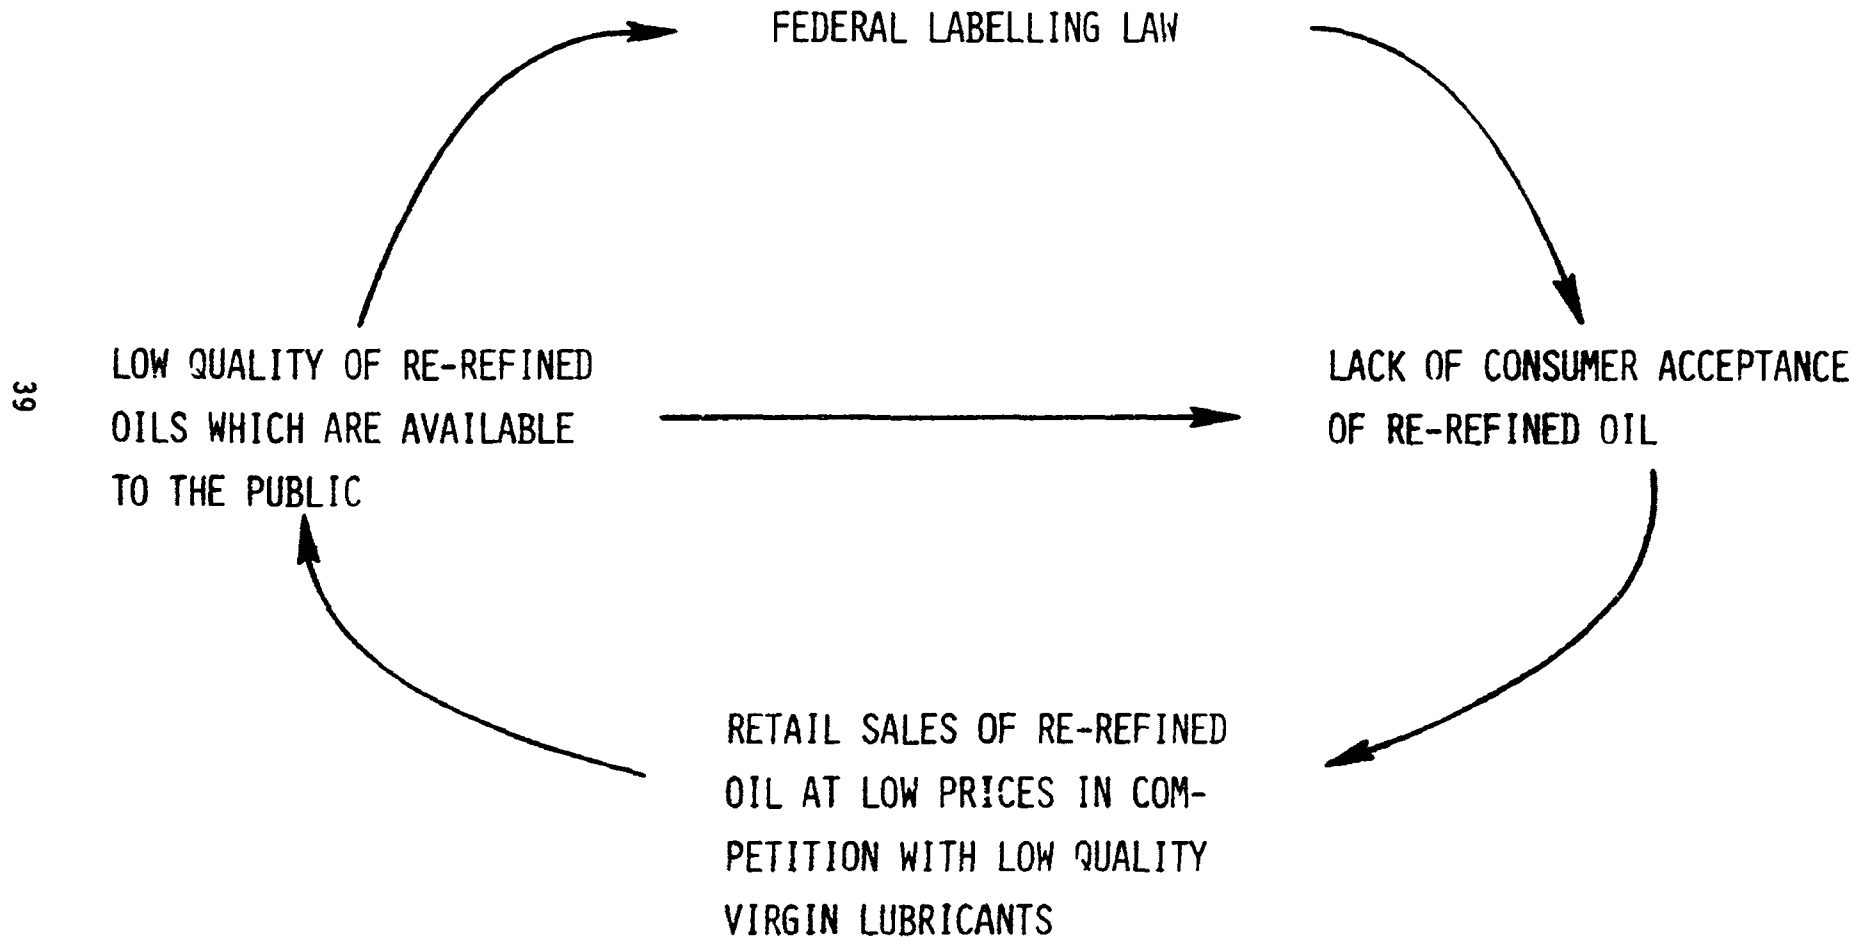 FEDERAL LABELLING LAW
LOW QUALITY OF RE-REFINED
OILS WHICH ARE AVAILABLE
TO THE PUBLIC
LACK OF CONSUMER ACCEPTANCE
OF RE-REFINED OIL
RETAIL SALES OF RE-REFINED
OIL AT LOW PRICES IN COM-
PETITION WITH LOW QUALITY
VIRGIN LUBRICANTS
39